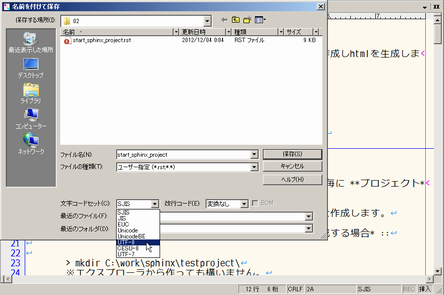 名前を付けて保存
保存する場所(I):
02
名前
更新日時
種類
サイズ
start_sphinx_project.rst
2012/12/04 0:04
RST ファイル
9 KB
最近表示した場所
デスクトップ
ライブラリ
コンピューター
ネットワーク
ファイル名(N)
start_sphinx_project
保存(S)
ファイルの種類(T)
ユーザー指定 (*.rst;*.*)
キャンセル
ヘルプ(H)
文字コードセット(C):
SJIS
改行コード(E):
変換なし
BOM
最近のファイル(F):
最近のフォルダ(D):
SJIS
JIS
EUC
Unicode
UnicodeBE
UTF-8
CESU-8
UTF-7
7
作成しhtmlを生成しま
に **プロジェクト*
作成します。
する場合* ::
21
22 > mkdir C:\work\sphinx\testproject\
23 ※エクスプローラから作っても構いません。
12 行
6 桁
CRLF
2A
SJIS
REC
挿入